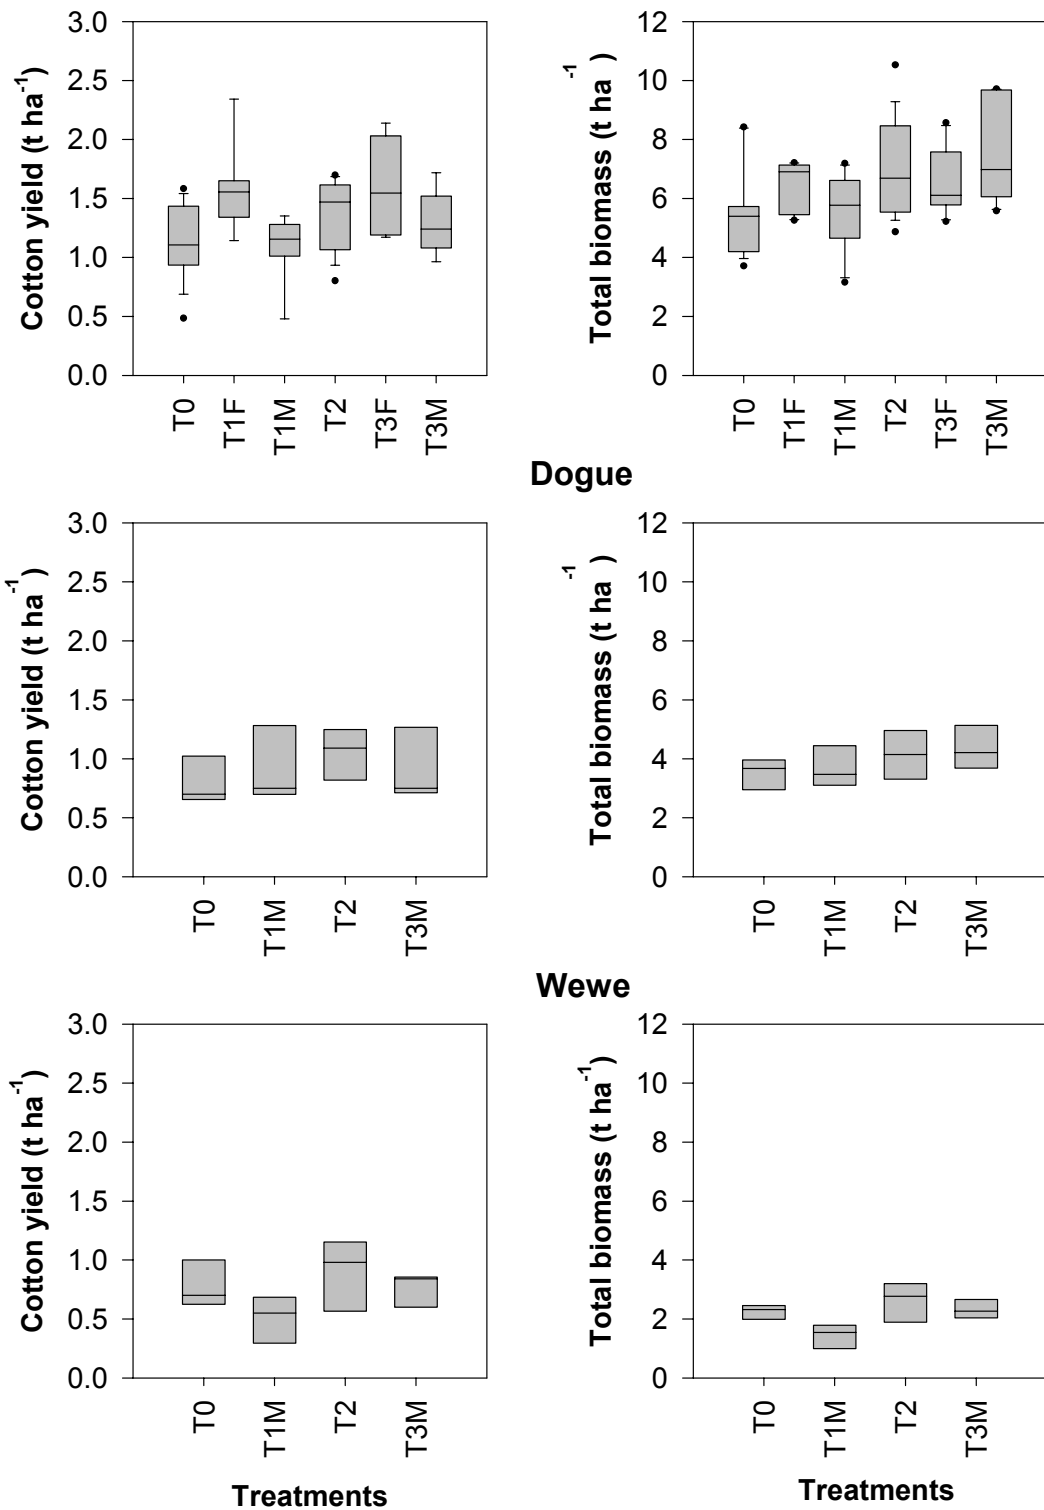 Cotton yield (t ha-1)
3.0
2.5
2.0
1.5
1.0
0.5
0.0
T0
T1F
T1M
T2
T3F
T3M
Total biomass (t ha-1)
12
10
8
6
4
2
0
T0
T1F
T1M
T2
T3F
T3M
Dogue
Cotton yield (t ha-1)
3.0
2.5
2.0
1.5
1.0
0.5
0.0
T0
T1M
T2
T3M
Total biomass (t ha-1)
12
10
8
6
4
2
0
T0
T1M
T2
T3M
Wewe
Cotton yield (t ha-1)
3.0
2.5
2.0
1.5
1.0
0.5
0.0
T0
T1M
T2
T3M
Treatments
Total biomass (t ha-1)
12
10
8
6
4
2
0
T0
T1M
T2
T3M
Treatments